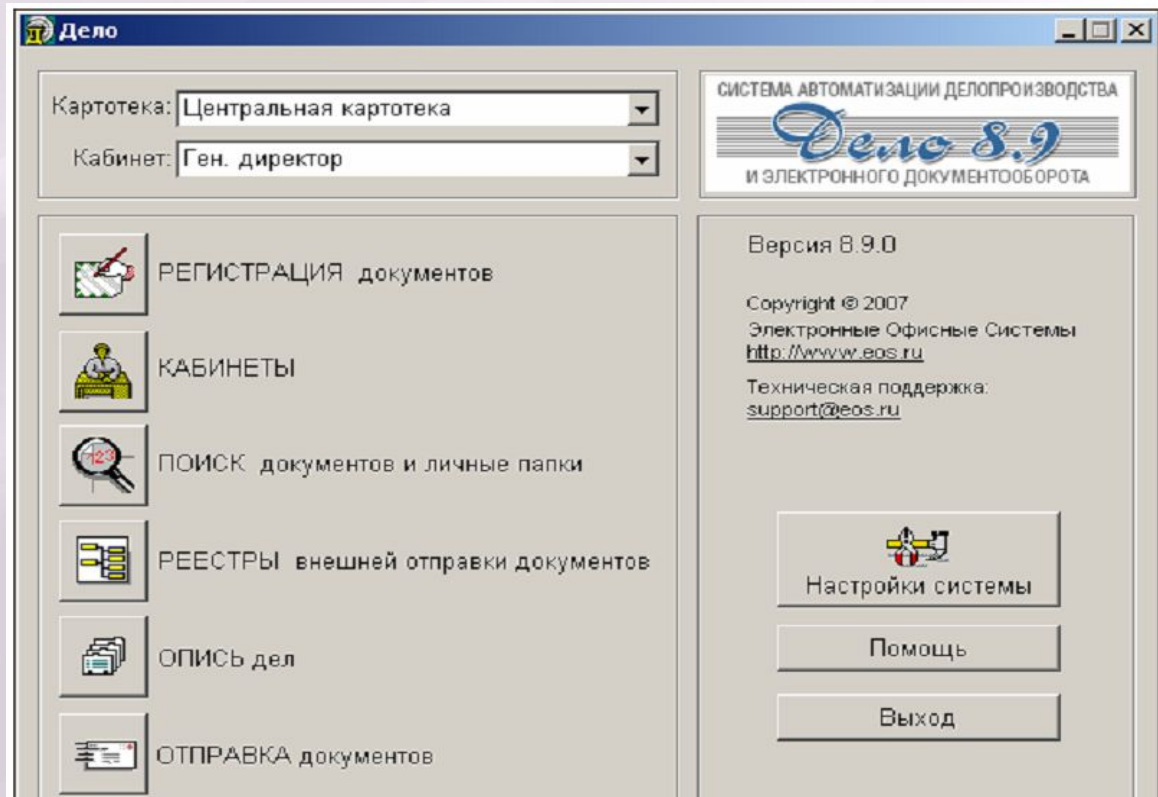 Дело
Картотека: Центральная картотека
Кабинет: Ген. директор
СИСТЕМА АВТОМАТИЗАЦИИ ДЕЛОПРОИЗВОДСТВА
Дело 8.9
И ЭЛЕКТРОННОГО ДОКУМЕНТООБОРОТА
РЕГИСТРАЦИЯ документов
КАБИНЕТЫ
123
ПОИСК документов и личные папки
РЕЕСТРЫ внешней отправки документов
ОПИСЬ дел
ОТПРАВКА документов
Версия 8.9.0
Copyright © 2007
Электронные Офисные Системы
http://www.eos.ru
Техническая поддержка:
support@eos.ru
Настройки системы
Помощь
Выход